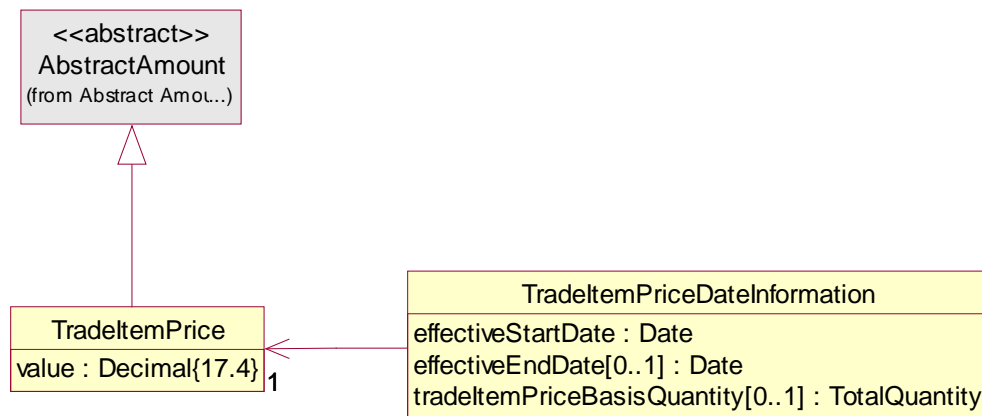 <<abstract>>
AbstractAmount
(from Abstract Amou...)
TradeItemPrice
value : Decimal{17.4}
1
TradeItemPriceDateInformation
effectiveStartDate : Date
effectiveEndDate[0..1] : Date
tradeItemPriceBasisQuantity[0..1] : TotalQuantity